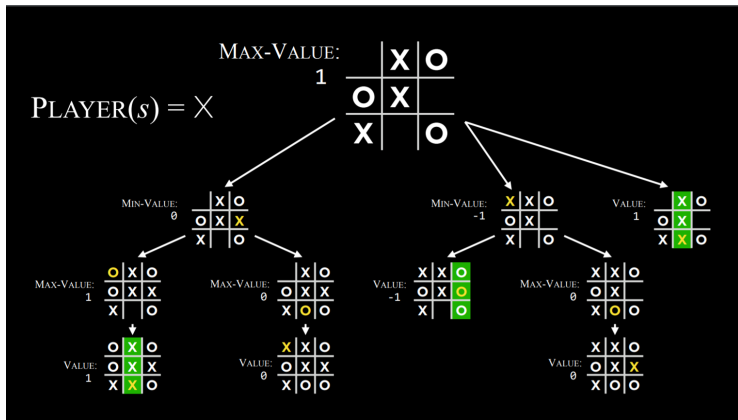 MAX-VALUE:
1
X O
O X
X O
PLAYER(s) = X
MIN-VALUE:
0
X O
O X X
X O
MIN-VALUE:
-1
X X O
O X
X O
VALUE:
1
X O
O X
X X O
MAX-VALUE:
1
O X O
O X X
X O
MAX-VALUE:
0
X O
O X X
X O O
VALUE:
-1
X X O
O X O
X O
MAX-VALUE:
0
X X O
O X
X O O
VALUE:
1
O X O
O X X
X X O
VALUE:
0
X X O
O X X
X O O
VALUE:
0
X X O
O X X
X O O